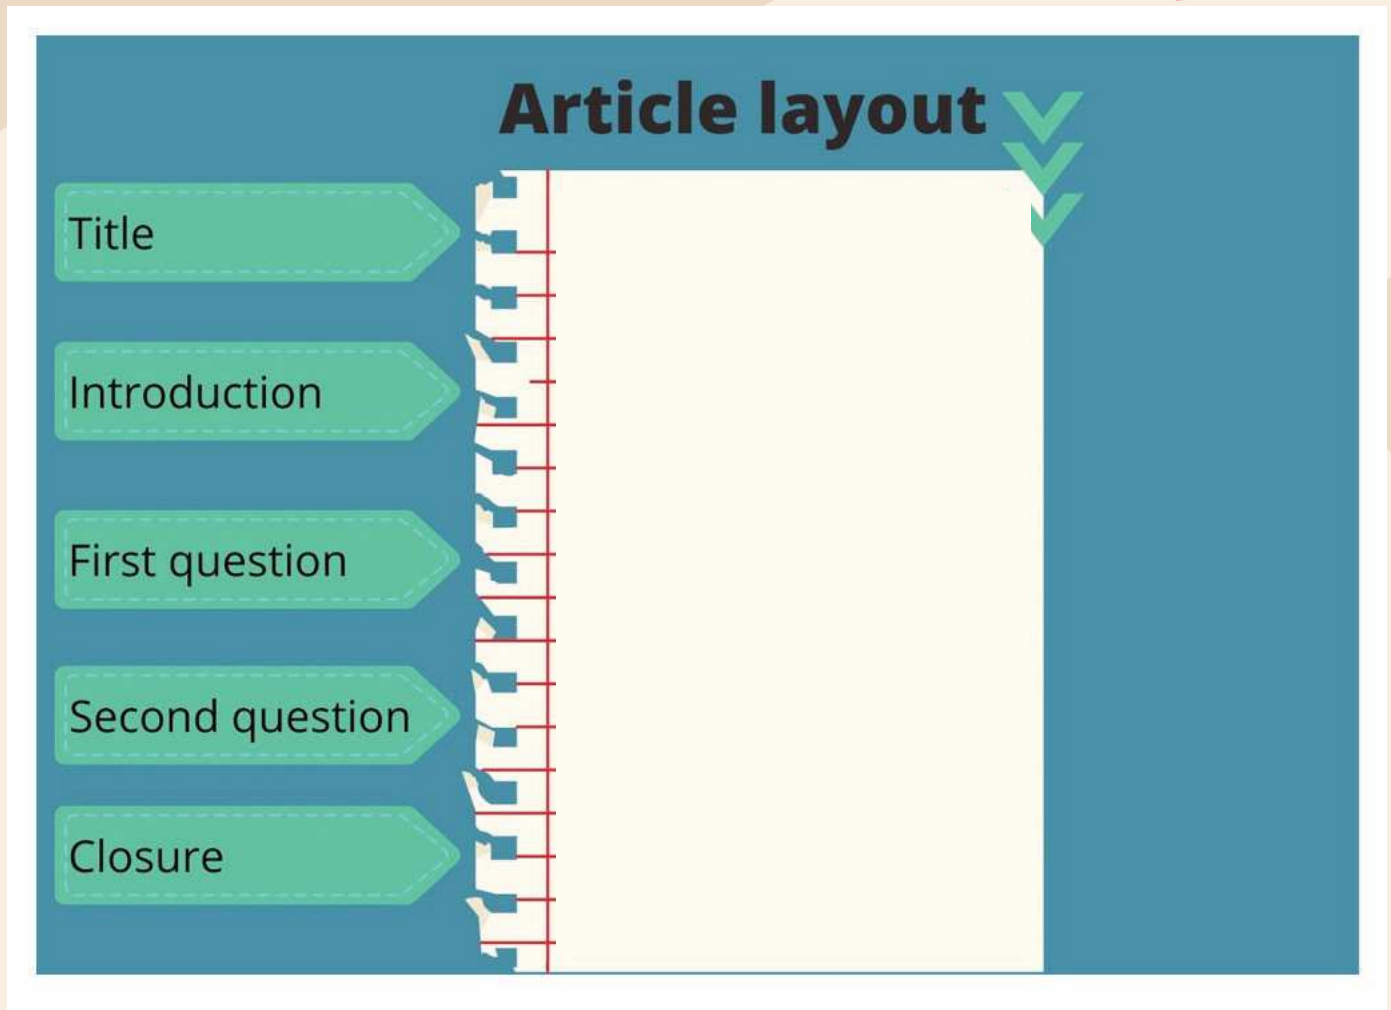 Article layout
Title
Introduction
First question
Second question
Closure